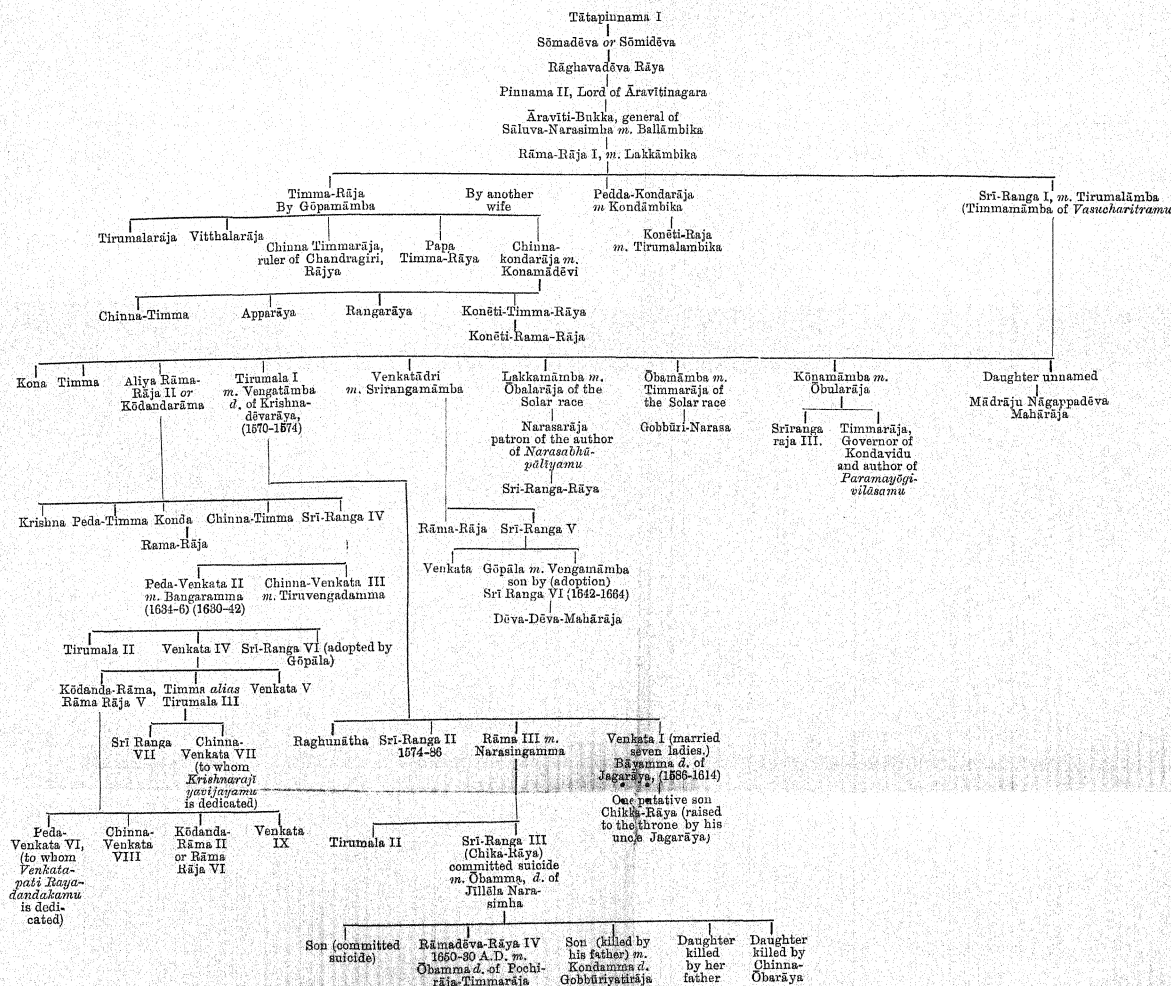 Tātapinnama I
Sōmadēva or Sōmidēva
Rāghavadēva Rāya
Pinnama II, Lord of Āravītinagara
Āravīti-Bukka, general of
Sāluva-Narasimha m. Ballāmbika
Rāma-Rāja I, m. Lakkāmbika
Timma-Rāja
By Gōpamāmba
By another
wife
Pedda-Kondarāja
m Kondāmbika
Srī-Ranga I, m. Tirumalāmba
(Timmamāmba of Vasucharitramu
Tirumalarāja
Vitthalarāja
Chinna Timmarāja,
ruler of Chandragiri,
Rājya
Papa
Timma-Rāya
Chinna-
kondarāja m.
Konamādēvi
Konēti-Raja
m. Tirumalambika
Chinna-Timma
Apparāya
Rangarāya
Konēti-Timma-Rāya
Konēti-Rama-Rāja
Kona
Timma
Aliya Rāma-
Rāja II or
Kōdandarāma
Tirumala I
m. Vengatāmba
d. of Krishna-
dēvarāya,
(1570-1574)
Venkatādri
m. Srirangamāmba
Lakkamāmba m.
Ōbalarāja of the
Solar race
Narasarāja
patron of the author
of Narasabhū-
pālīyamu
Sri-Ranga-Rāya
Ōbamāmba m.
Timmarāja of
the Solar race
Gobbūri-Narasa
Kōnamāmba m.
Obularāja
Srīranga
raja III.
Timmarāja,
Governor of
Kondavidu
and author of
Paramayōgi-
vilāsamu
Daughter unnamed
Mādrāju Nāgappadēva
Mahārāja
Krishna
Peda-Timma
Konda
Chinna-Timma
Srī-Ranga IV
Rama-Rāja
Rāma-Rāja
Srī-Ranga V
Venkata
Gōpāla m. Vengamāmba
son by (adoption)
Srī Ranga VI (1642-1664)
Dēva-Dēva-Mahārāja
Peda-Venkata II
m. Bangaramma
(1634-6) (1630-42)
Chinna-Venkata III
m. Tiruvengadamma
Tirumala II
Venkata IV
Srī-Ranga VI (adopted by
Gōpāla)
Kōdanda-Rāma,
Rāma Rāja V
Timma alias
Tirumala III
Venkata V
Srī Ranga
VII
Chinna-
Venkata VII
(to whom
Krishnarajī
yavijayamu
is dedicated)
Raghunātha
Srī-Ranga II
1574-86
Rāma III m.
Narasingamma
Venkata I (married
seven ladies.)
Bāyamma d. of
Jagarāya, (1586-1614)
One putative son
Chikka-Rāya (raised
to the throne by his
uncle Jagarāya)
Peda-
Venkata VI,
(to whom
Venkata-
pati Raya-
dandakamu
is dedi-
cated)
Chinna-
Venkata
VIII
Kōdanda-
Rāma II
or Rāma
Rāja VI
Venkata
IX
Tirumala II
Srī-Ranga III
(Chika-Rāya)
committed suicide
m. Ōbamma, d. of
Jillēla Nara-
simha
Son (committed
suicide)
Rāmadēva-Rāya IV
1650-80 A.D. m.
Ōbamma d. of Pochi-
rāja-Timmarāja
Son (killed by
his father) m.
Kondamma d.
Gobbūriyatirāja
Daughter
killed
by her
father
Daughter
killed by
Chinna-
Ōbarāya